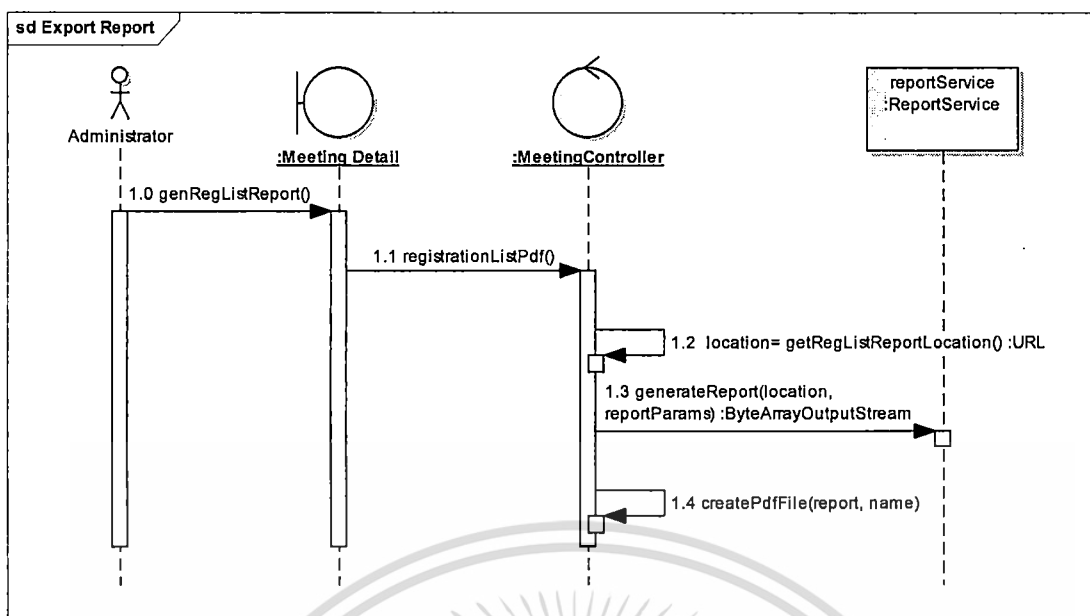 sd Export Report
Administrator
:Meeting Detail
:MeetingController
reportService
:ReportService
1.0 genRegListReport()
1.1 registrationListPdf()
1.2 location= getRegListReportLocation() :URL
1.3 generateReport(location,
reportParams) :ByteArrayOutputStream
1.4 createPdfFile(report, name)